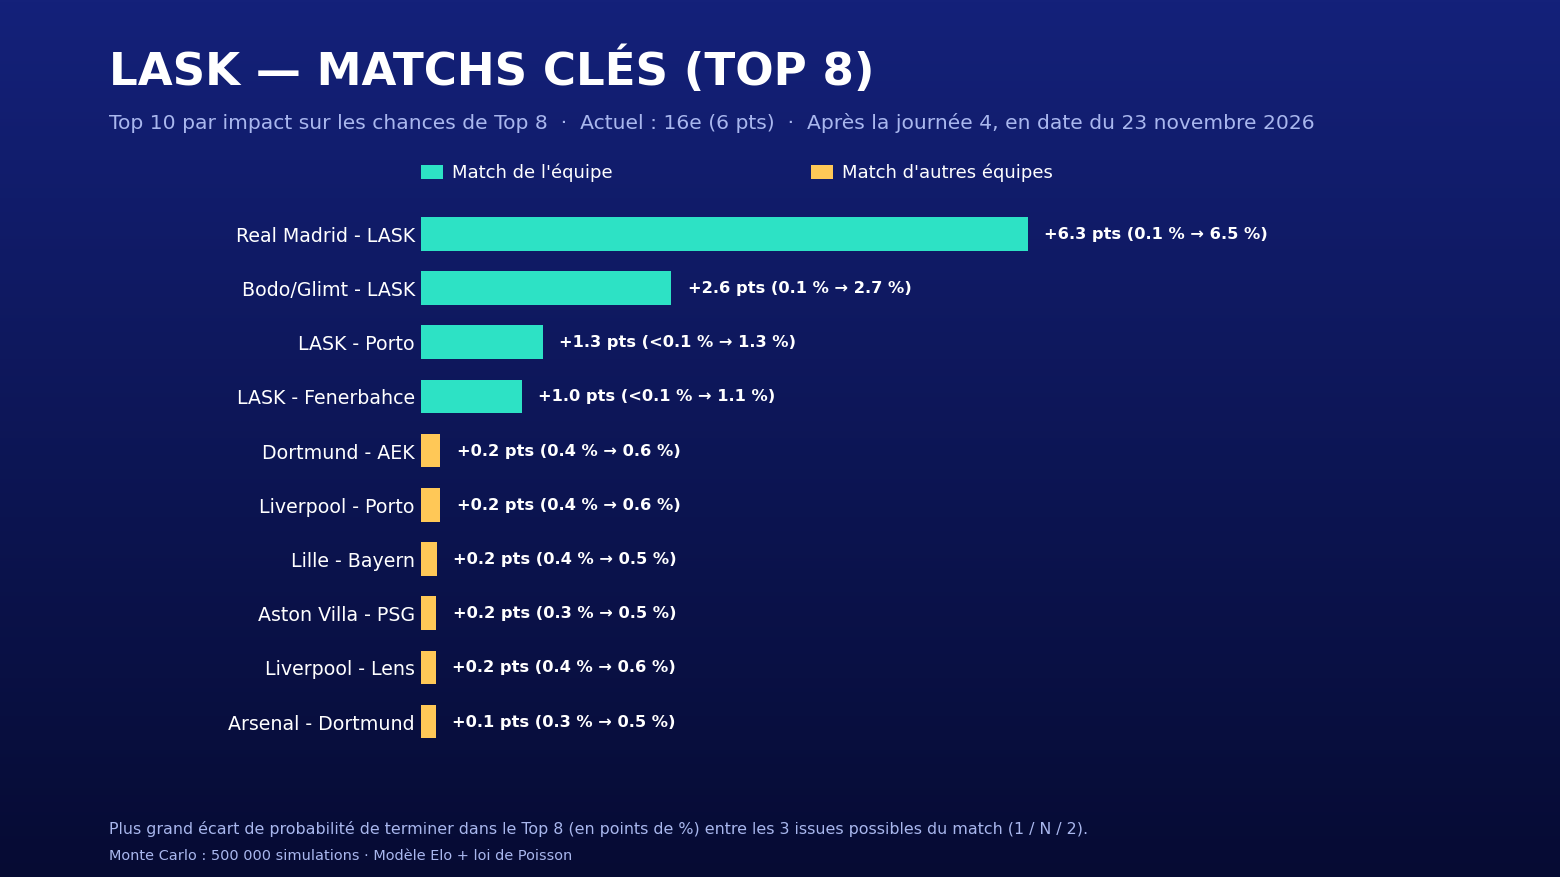 LASK — MATCHS CLÉS (TOP 8)
Top 10 par impact sur les chances de Top 8 · Actuel : 16e (6 pts) · Après la journée 4, en date du 23 novembre 2026
Match de l'équipe
Match d'autres équipes
Real Madrid - LASK +6.3 pts (0.1 % → 6.5 %)
Bodo/Glimt - LASK +2.6 pts (0.1 % → 2.7 %)
LASK - Porto +1.3 pts (<0.1 % → 1.3 %)
LASK - Fenerbahce +1.0 pts (<0.1 % → 1.1 %)
Dortmund - AEK +0.2 pts (0.4 % → 0.6 %)
Liverpool - Porto +0.2 pts (0.4 % → 0.6 %)
Lille - Bayern +0.2 pts (0.4 % → 0.5 %)
Aston Villa - PSG +0.2 pts (0.3 % → 0.5 %)
Liverpool - Lens +0.2 pts (0.4 % → 0.6 %)
Arsenal - Dortmund +0.1 pts (0.3 % → 0.5 %)
Plus grand écart de probabilité de terminer dans le Top 8 (en points de %) entre les 3 issues possibles du match (1 / N / 2).
Monte Carlo : 500 000 simulations · Modèle Elo + loi de Poisson